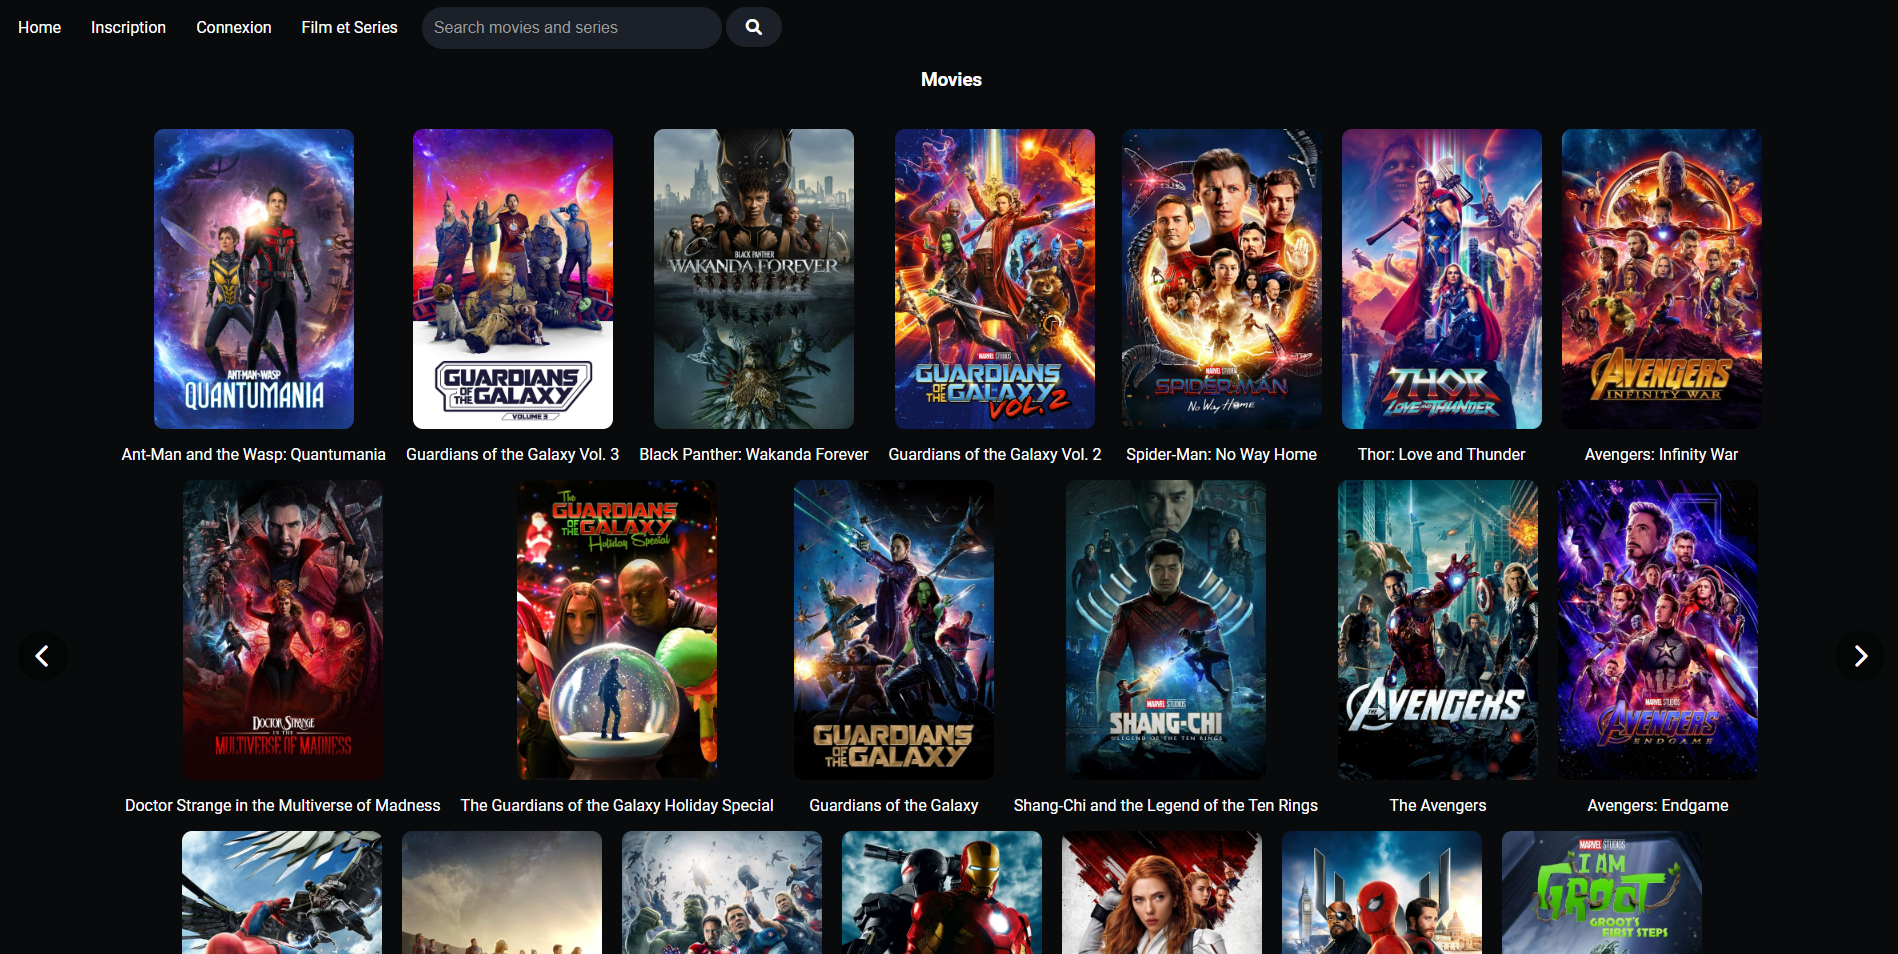 Home Inscription Connexion Film et Series Search movies and series
Movies
ANT-MAN AND THE WASP
QUANTUMANIA
GUARDIANS
OF THE GALAXY
VOLUME 3
BLACK PANTHER
WAKANDA FOREVER
MARVEL STUDIOS
GUARDIANS
OF THE GALAXY
VOL. 2
MARVEL STUDIOS
SPIDER-MAN
No Way Home
THOR
LOVE AND THUNDER
AVENGERS
INFINITY WAR
Ant-Man and the Wasp: Quantumania
Guardians of the Galaxy Vol. 3
Black Panther: Wakanda Forever
Guardians of the Galaxy Vol. 2
Spider-Man: No Way Home
Thor: Love and Thunder
Avengers: Infinity War
DOCTOR STRANGE
IN THE
MULTIVERSE OF MADNESS
The
GUARDIANS
OF THE GALAXY
Holiday Special
GUARDIANS
OF THE GALAXY
MARVEL STUDIOS
SHANG-CHI
LEGEND OF THE TEN RINGS
THE AVENGERS
MARVEL STUDIOS
AVENGERS
ENDGAME
Doctor Strange in the Multiverse of Madness
The Guardians of the Galaxy Holiday Special
Guardians of the Galaxy
Shang-Chi and the Legend of the Ten Rings
The Avengers
Avengers: Endgame
MARVEL STUDIOS
I AM
GROOT
GROOT'S
FIRST STEPS